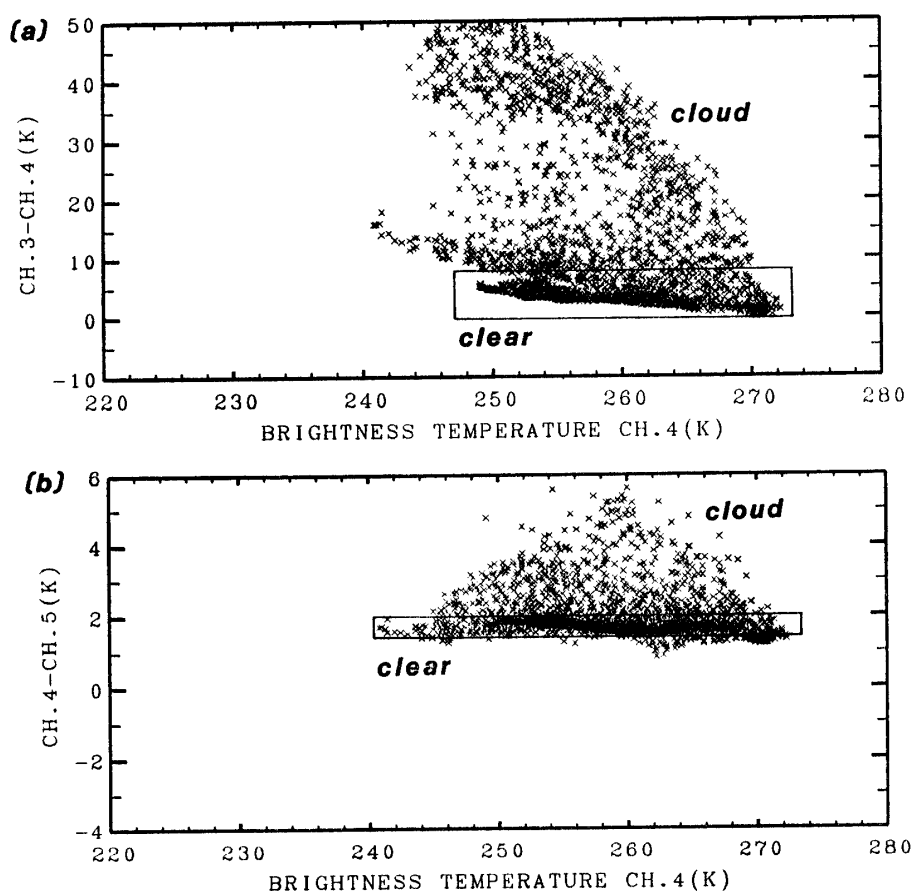 (a)
50
40
30
20
10
0
-10
CH.3-CH.4(K)
cloud
clear
220 230 240 250 260 270 280
BRIGHTNESS TEMPERATURE CH.4(K)
(b)
6
4
2
0
-2
-4
CH.4-CH.5(K)
cloud
clear
220 230 240 250 260 270 280
BRIGHTNESS TEMPERATURE CH.4(K)